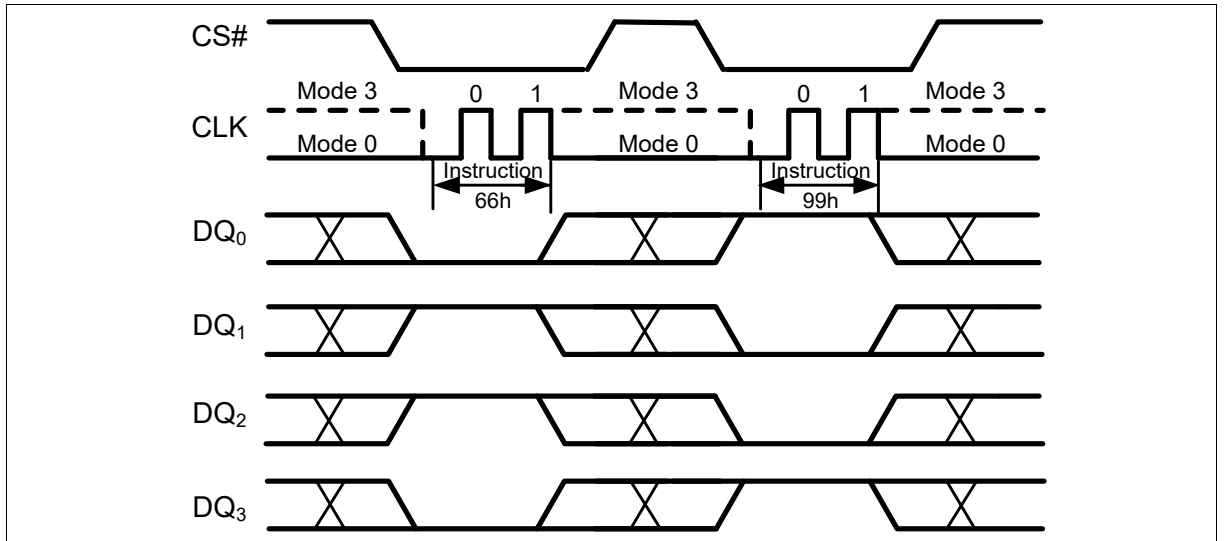 CS#
Mode 3 0 1 Mode 3 0 1 Mode 3
CLK
Mode 0 Mode 0 Mode 0
Instruction Instruction
66h 99h
DQ0
DQ1
DQ2
DQ3